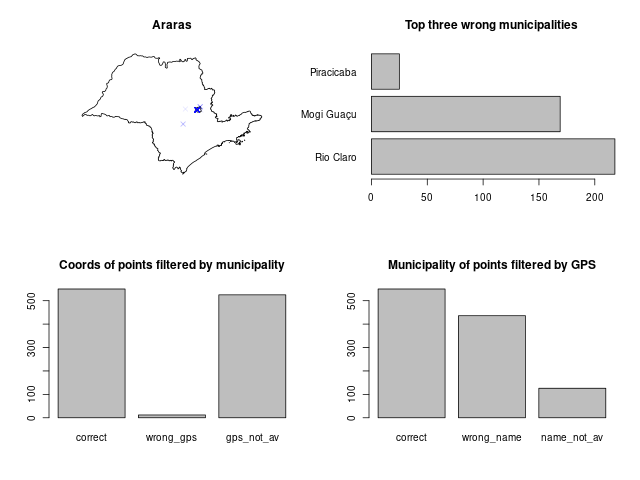 Araras
Top three wrong municipalities
Piracicaba
Mogi Guaçu
Rio Claro
0 50 100 150 200
Coords of points filtered by municipality
0 100 300 500
correct wrong_gps gps_not_av
Municipality of points filtered by GPS
0 100 300 500
correct wrong_name name_not_av